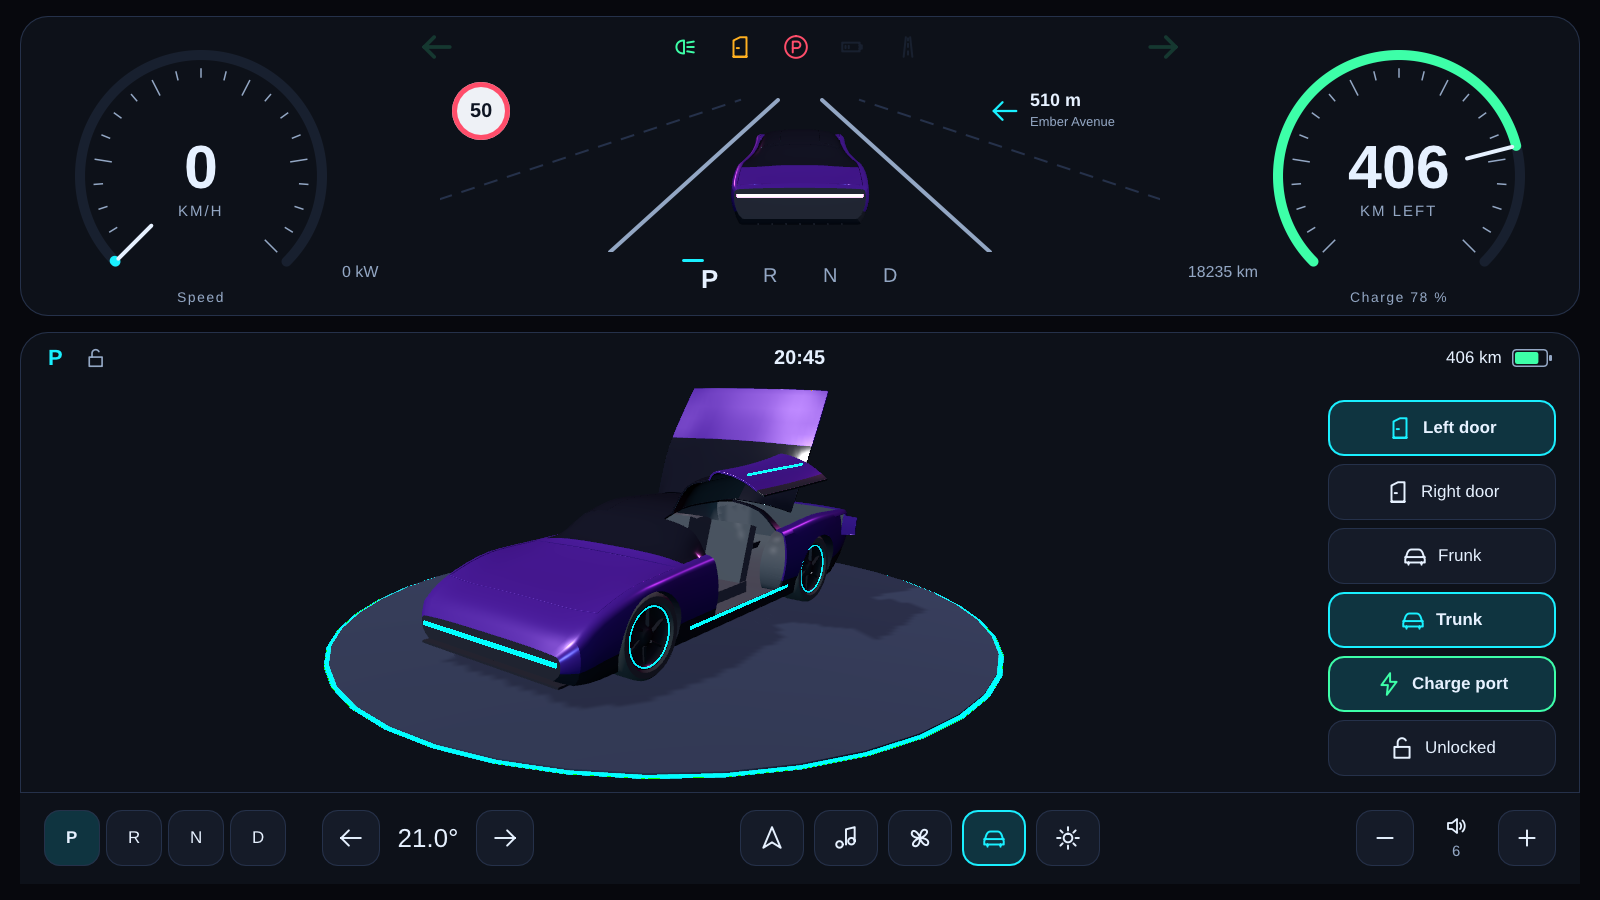 50
510 m
Ember Avenue
0
KM/H
406
KM LEFT
0 kW
P R N D
18235 km
Speed
Charge 78 %
P
20:45
406 km
Left door
Right door
Frunk
Trunk
Charge port
Unlocked
P R N D
21.0°
6